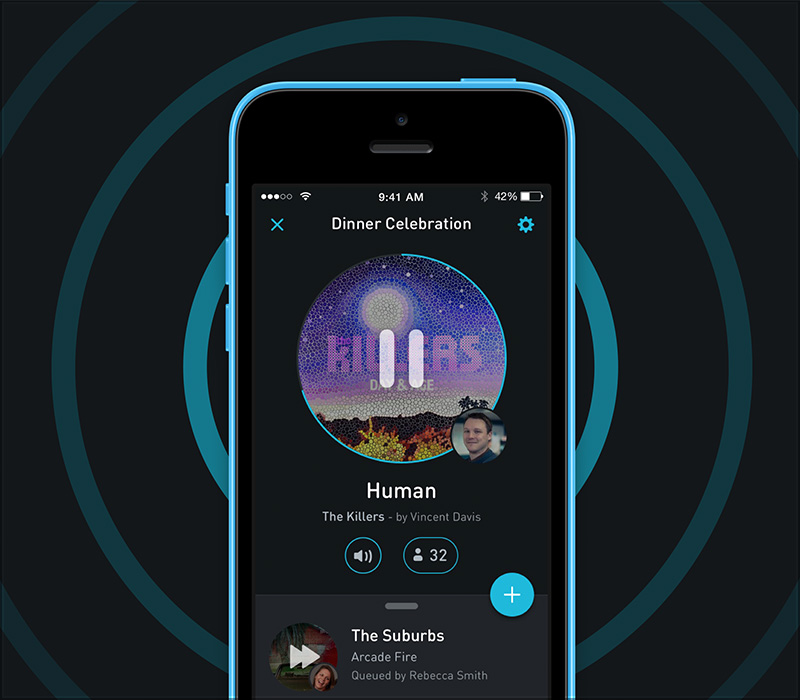 9:41 AM 42%
Dinner Celebration
KILLERS
DAY & AGE
Human
The Killers - by Vincent Davis
32
The Suburbs
Arcade Fire
Queued by Rebecca Smith